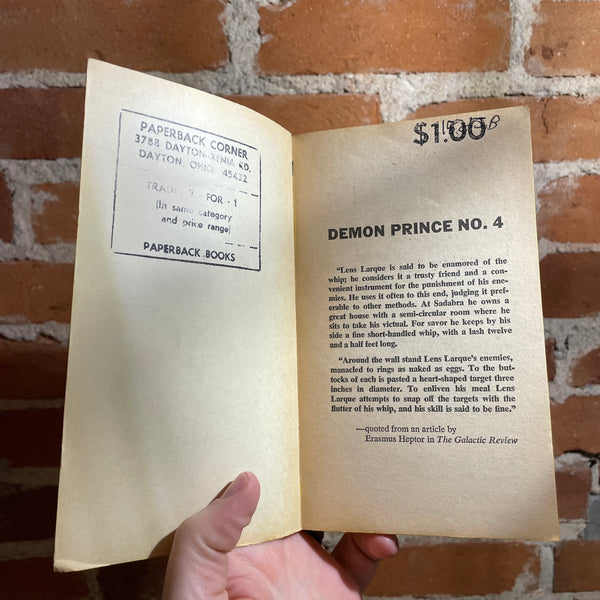 PAPERBACK CORNER
3788 DAYTON-XENIA RD.
DAYTON, OHIO 45432
TRADE 2 FOR - 1
(In same category
and price range)
PAPERBACK BOOKS
$1.00
DEMON PRINCE NO. 4
"Lens Larque is said to be enamored of the
whip; he considers it a trusty friend and a con-
venient instrument for the punishment of his ene-
mies. He uses it often to this end, judging it pref-
erable to other methods. At Sadabra he owns a
great house with a semi-circular room where he
sits to take his victual. For savor he keeps by his
side a fine short-handled whip, with a lash twelve
and a half feet long.
"Around the wall stand Lens Larque's enemies,
manacled to rings as naked as eggs. To the but-
tocks of each is pasted a heart-shaped target three
inches in diameter. To enliven his meal Lens
Larque attempts to snap off the targets with the
flutter of his whip, and his skill is said to be fine."
—quoted from an article by
Erasmus Heptor in The Galactic Review